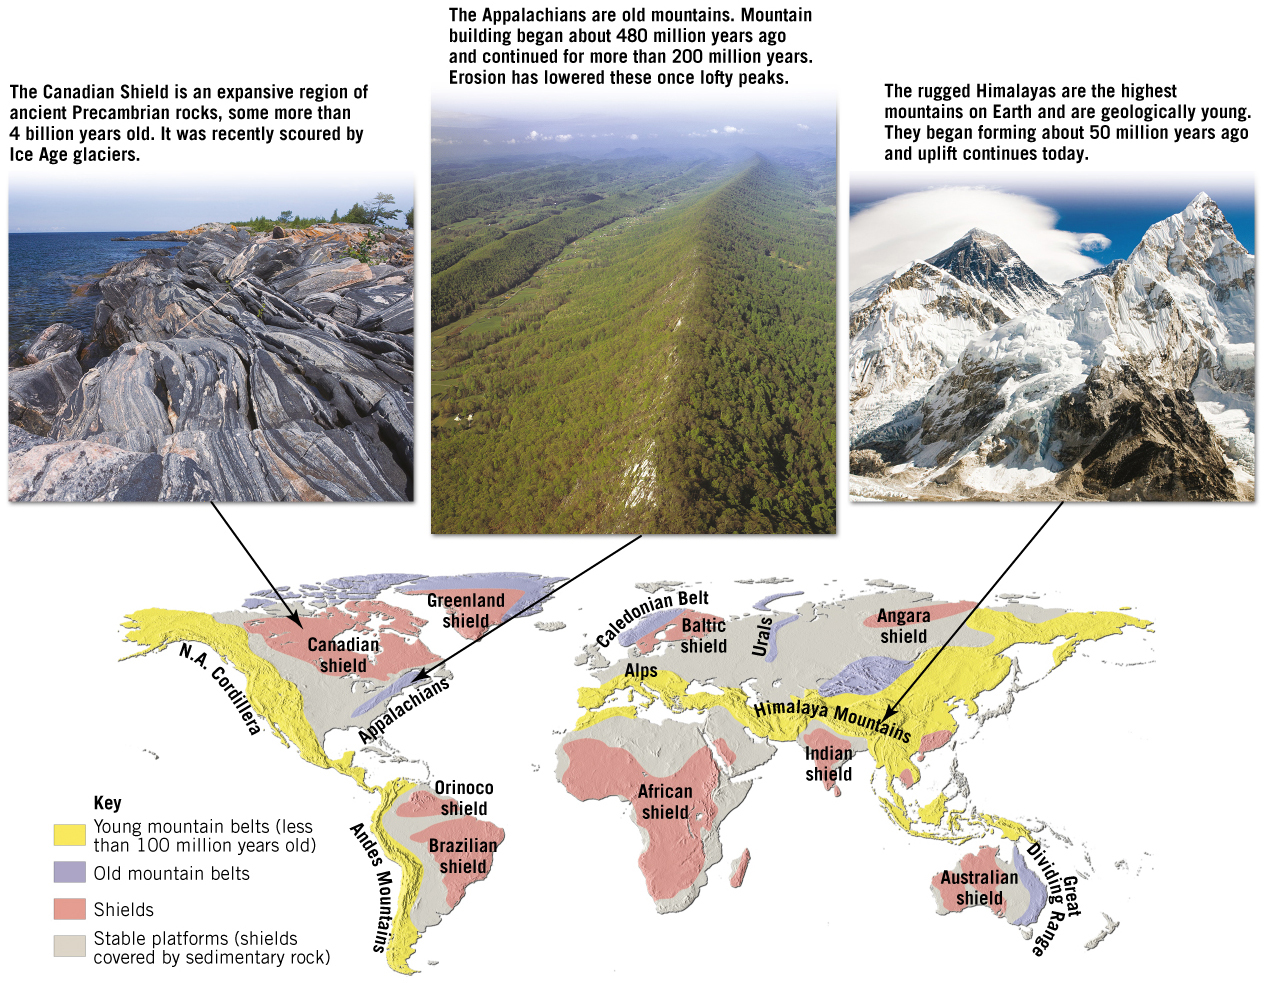 The Appalachians are old mountains. Mountain
building began about 480 million years ago
and continued for more than 200 million years.
Erosion has lowered these once lofty peaks.
The Canadian Shield is an expansive region of
ancient Precambrian rocks, some more than
4 billion years old. It was recently scoured by
Ice Age glaciers.
The rugged Himalayas are the highest
mountains on Earth and are geologically young.
They began forming about 50 million years ago
and uplift continues today.
Greenland
shield
Canadian
shield
N.A. Cordillera
Appalachians
Caledonian Belt
Baltic
shield
Urals
Angara
shield
Alps
Himalaya Mountains
Indian
shield
African
shield
Orinoco
shield
Brazilian
shield
Andes Mountains
Australian
shield
Great
Dividing Range
Key
Young mountain belts (less
than 100 million years old)
Old mountain belts
Shields
Stable platforms (shields
covered by sedimentary rock)